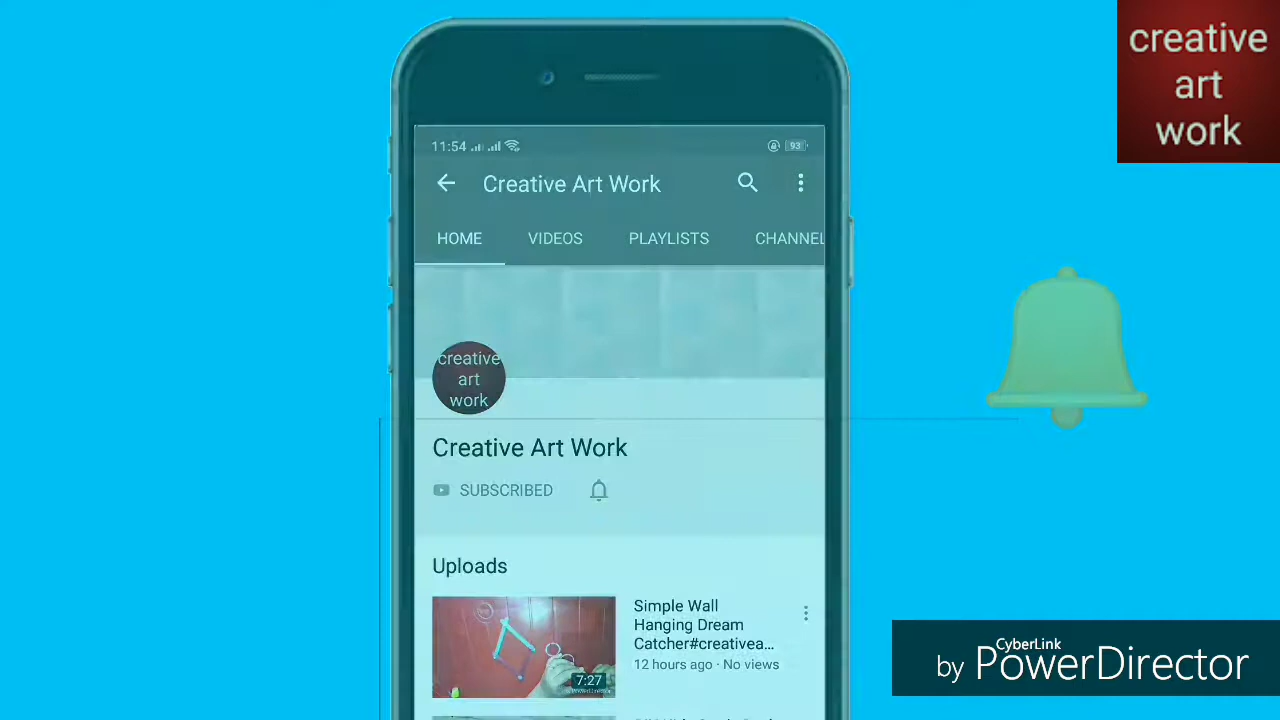 creative
art
work
11:54
93
Creative Art Work
HOME VIDEOS PLAYLISTS CHANNEL
creative
art
work
Creative Art Work
SUBSCRIBED
Uploads
Simple Wall
Hanging Dream
Catcher#creativea...
12 hours ago · No views
7:27
CyberLink
by PowerDirector